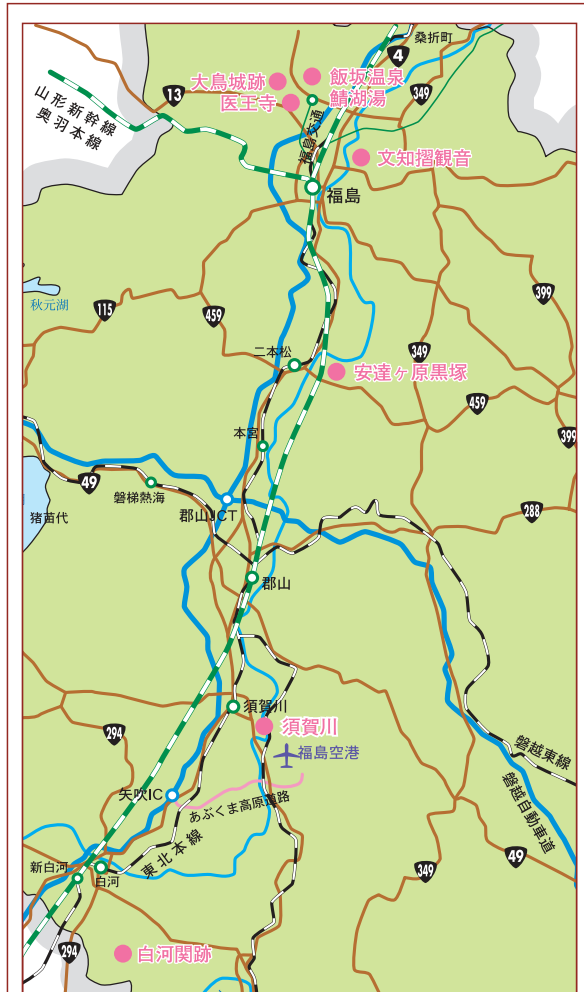 桑折町
4
飯坂温泉
鯖湖湯
大鳥城跡
医王寺
13
349
山形新幹線
奥羽本線
福島交通
文知摺観音
福島
秋元湖
115
459
399
二本松
349
安達ヶ原黒塚
459
本宮
399
49
磐梯熱海
猪苗代
郡山JCT
288
郡山
須賀川
須賀川
294
福島空港
磐越東線
矢吹IC
あぶくま高原道路
磐越自動車道
東北本線
新白河
白河
349
49
294
白河関跡